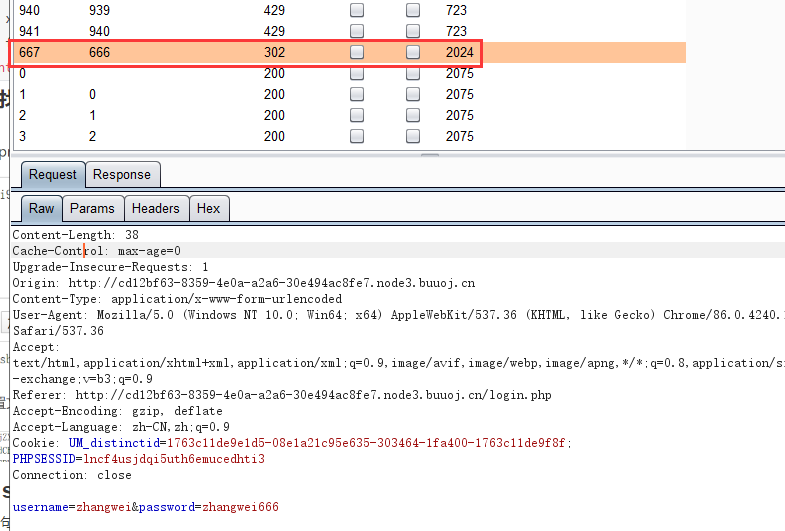 940 939 429 723
941 940 429 723
667 666 302 2024
0 200 2075
1 0 200 2075
2 1 200 2075
3 2 200 2075
Request Response
Raw Params Headers Hex
Content-Length: 38
Cache-Control: max-age=0
Upgrade-Insecure-Requests: 1
Origin: http://cd12bf63-8359-4e0a-a2a6-30e494ac8fe7.node3.buuoj.cn
Content-Type: application/x-www-form-urlencoded
User-Agent: Mozilla/5.0 (Windows NT 10.0; Win64; x64) AppleWebKit/537.36 (KHTML, like Gecko) Chrome/86.0.4240.
Safari/537.36
Accept:
text/html,application/xhtml+xml,application/xml;q=0.9,image/avif,image/webp,image/apng,*/*;q=0.8,application/si
-exchange;v=b3;q=0.9
Referer: http://cd12bf63-8359-4e0a-a2a6-30e494ac8fe7.node3.buuoj.cn/login.php
Accept-Encoding: gzip, deflate
Accept-Language: zh-CN,zh;q=0.9
Cookie: UM_distinctid=1763c11de9e1d5-08e1a21c95e635-303464-1fa400-1763c11de9f8f;
PHPSESSID=lncf4usjdqi5uth6emucedhti3
Connection: close
username=zhangwei&password=zhangwei666